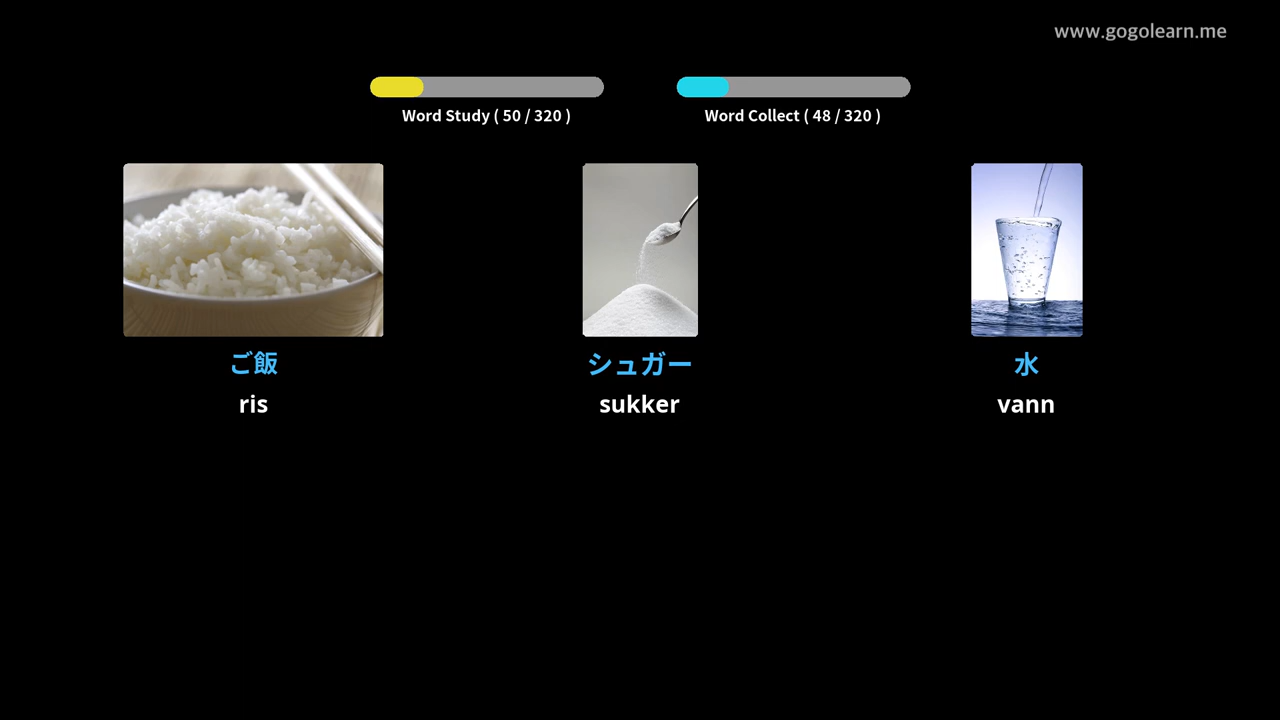 www.gogolearn.me
Word Study ( 50 / 320 )
Word Collect ( 48 / 320 )
ご飯
シュガー
水
ris
sukker
vann